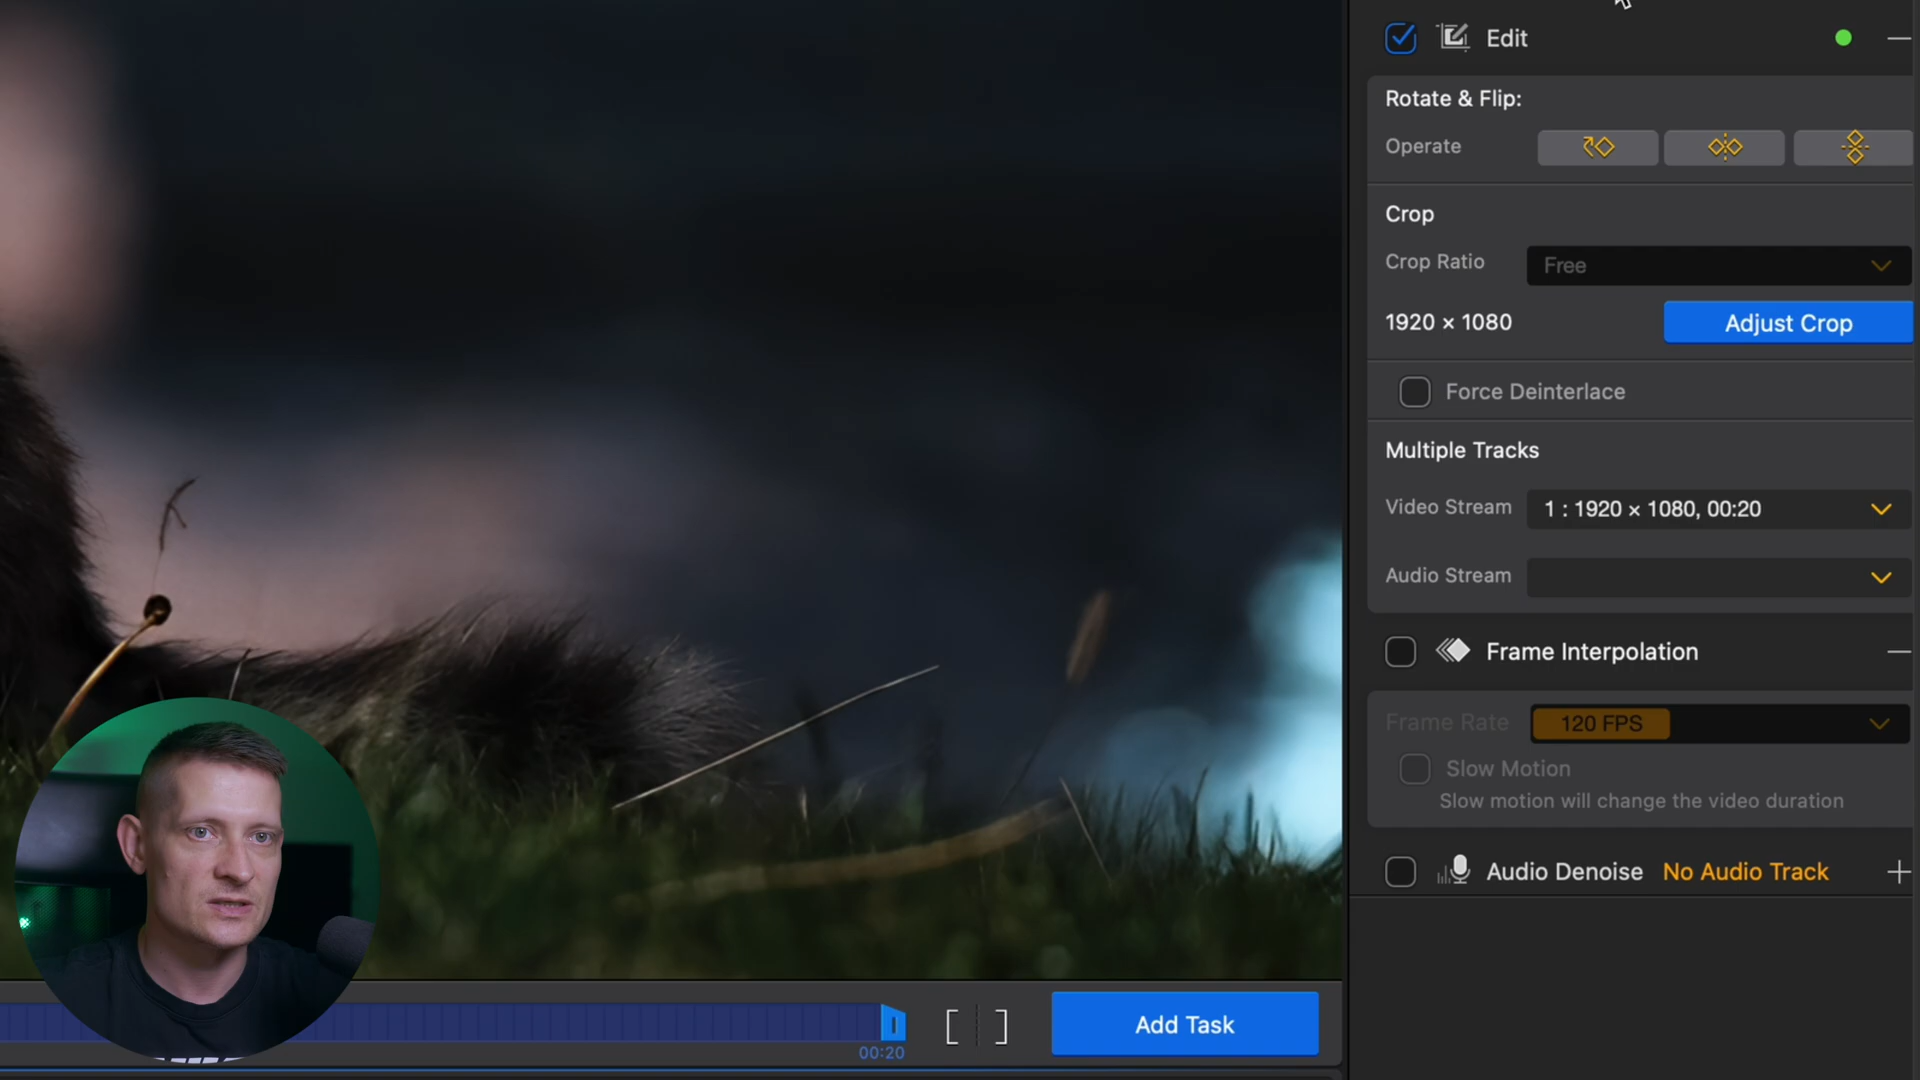 Edit
Rotate & Flip:
Operate
Crop
Crop Ratio
Free
1920 × 1080
Adjust Crop
Force Deinterlace
Multiple Tracks
Video Stream
1 : 1920 × 1080, 00:20
Audio Stream
Frame Interpolation
Frame Rate
120 FPS
Slow Motion
Slow motion will change the video duration
Audio Denoise No Audio Track
00:20
[ ]
Add Task